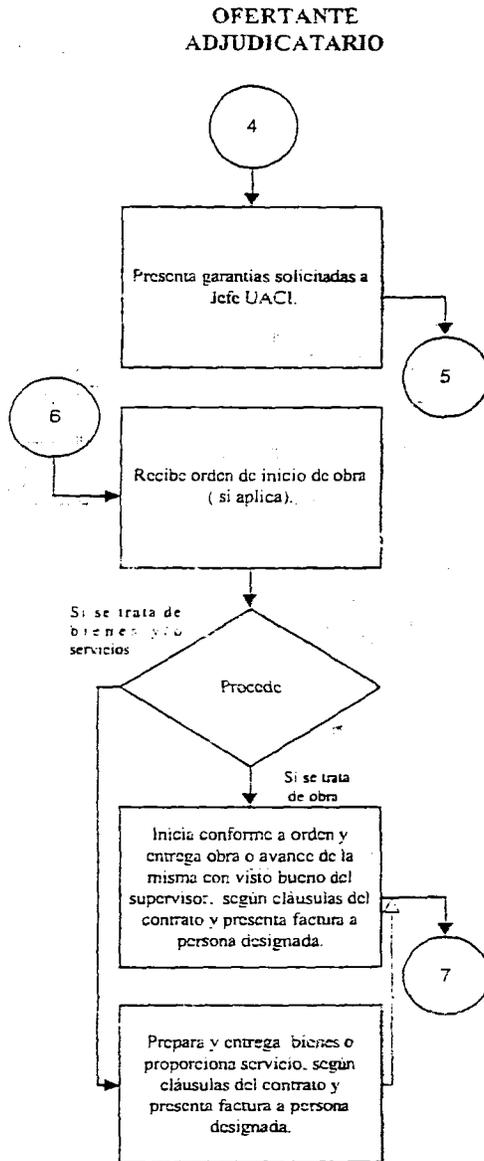 OFERTANTE
ADJUDICATARIO
4
Presenta garantías solicitadas a
Jefe UACI.
5
6
Recibe orden de inicio de obra
( si aplica).
Si se trata de
bienes y/o
servicios
Procede
Si se trata
de obra
Inicia conforme a orden y
entrega obra o avance de la
misma con visto bueno del
supervisor, según cláusulas del
contrato y presenta factura a
persona designada.
7
Prepara y entrega bienes o
proporciona servicio, según
cláusulas del contrato y
presenta factura a persona
designada.